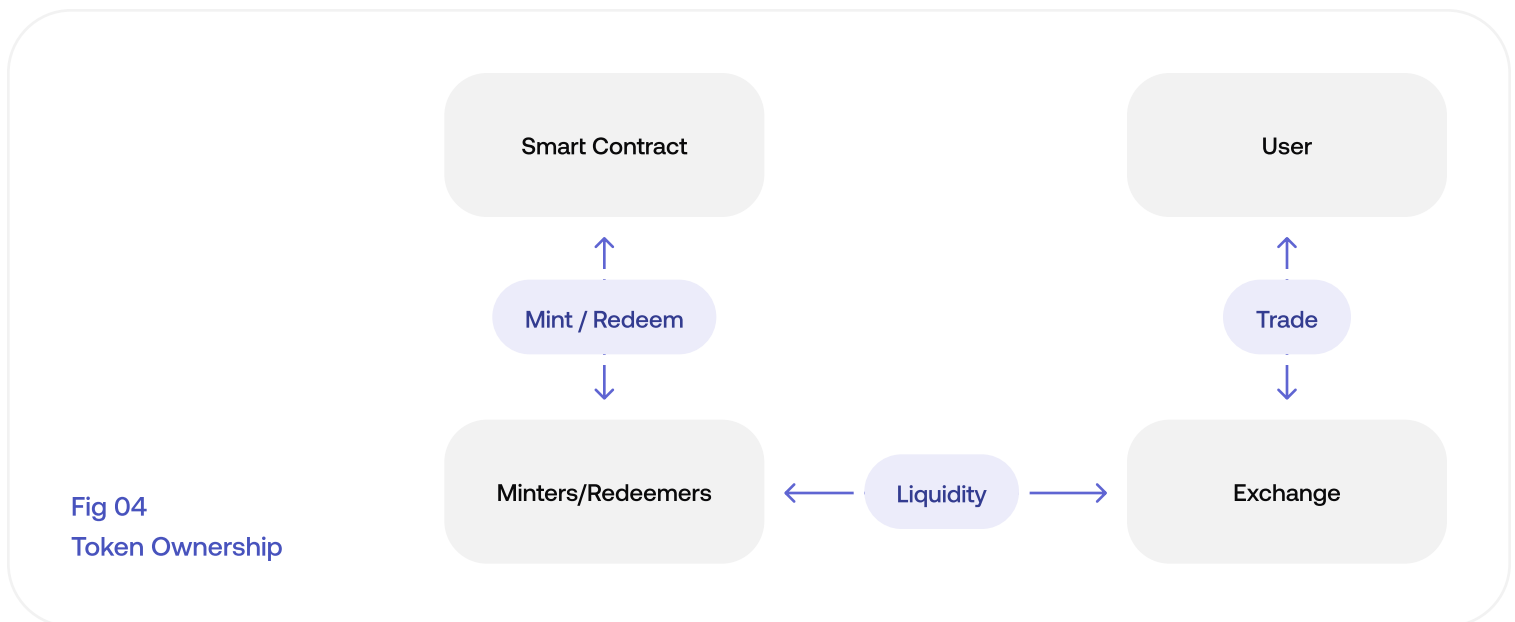 Smart Contract
User
Mint / Redeem
Trade
Minters/Redeemers
Liquidity
Exchange
Fig 04
Token Ownership